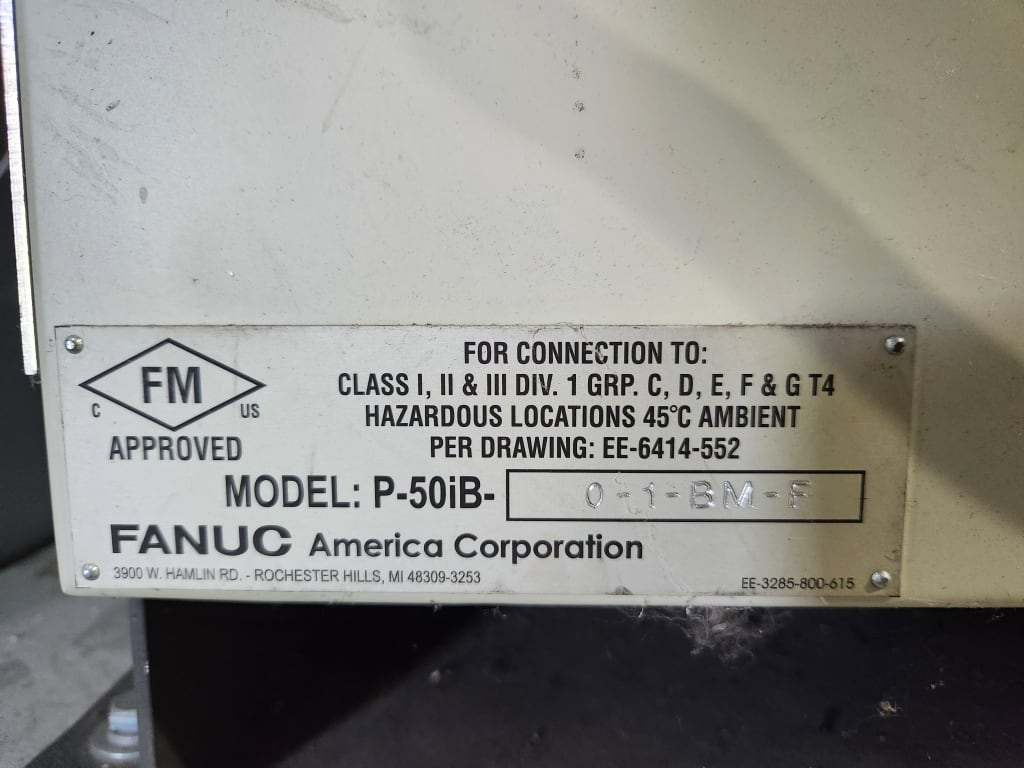 FM
C US
APPROVED
FOR CONNECTION TO:
CLASS I, II & III DIV. 1 GRP. C, D, E, F & G T4
HAZARDOUS LOCATIONS 45°C AMBIENT
PER DRAWING: EE-6414-552
MODEL: P-50iB- 0-1-BM-F
FANUC America Corporation
3900 W. HAMLIN RD. - ROCHESTER HILLS, MI 48309-3253
EE-3285-800-615